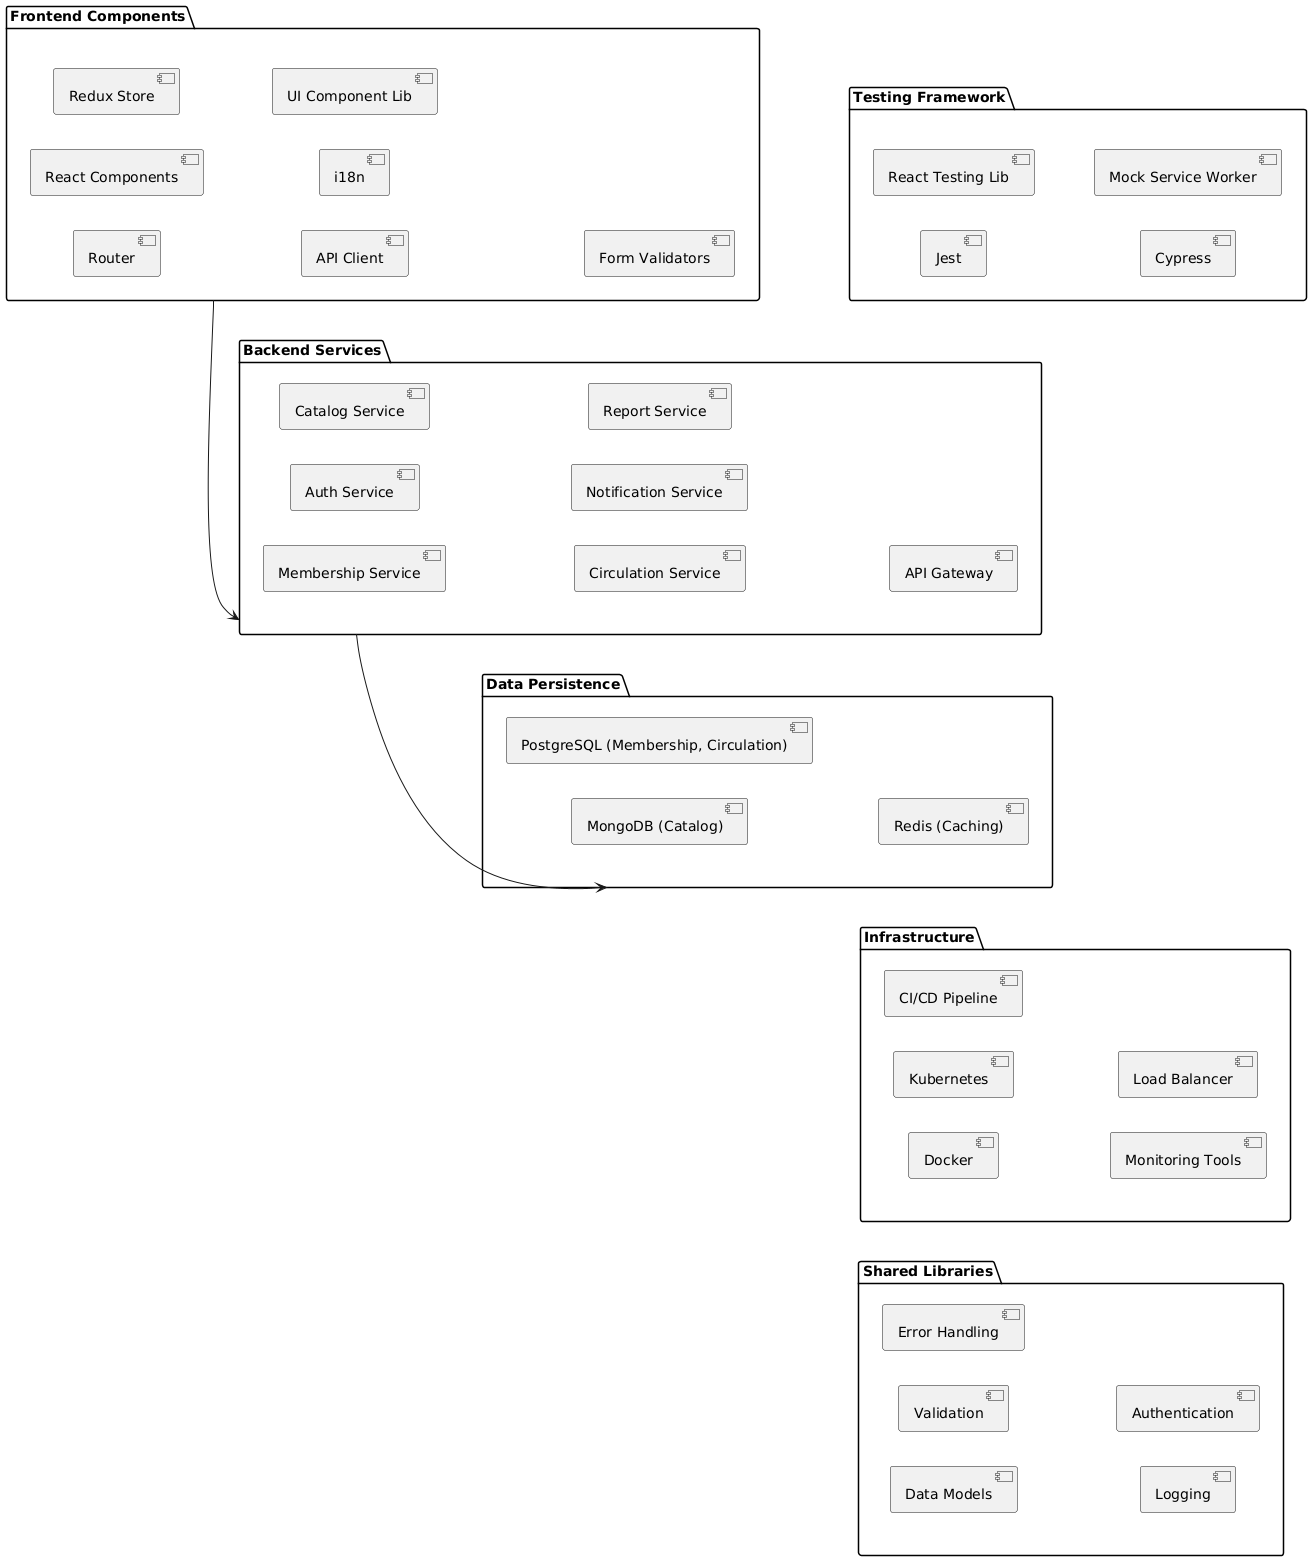 Frontend Components
Redux Store
UI Component Lib
React Components
i18n
Router
API Client
Form Validators
Testing Framework
React Testing Lib
Mock Service Worker
Jest
Cypress
Backend Services
Catalog Service
Report Service
Auth Service
Notification Service
Membership Service
Circulation Service
API Gateway
Data Persistence
PostgreSQL (Membership, Circulation)
MongoDB (Catalog)
Redis (Caching)
Infrastructure
CI/CD Pipeline
Kubernetes
Load Balancer
Docker
Monitoring Tools
Shared Libraries
Error Handling
Validation
Authentication
Data Models
Logging